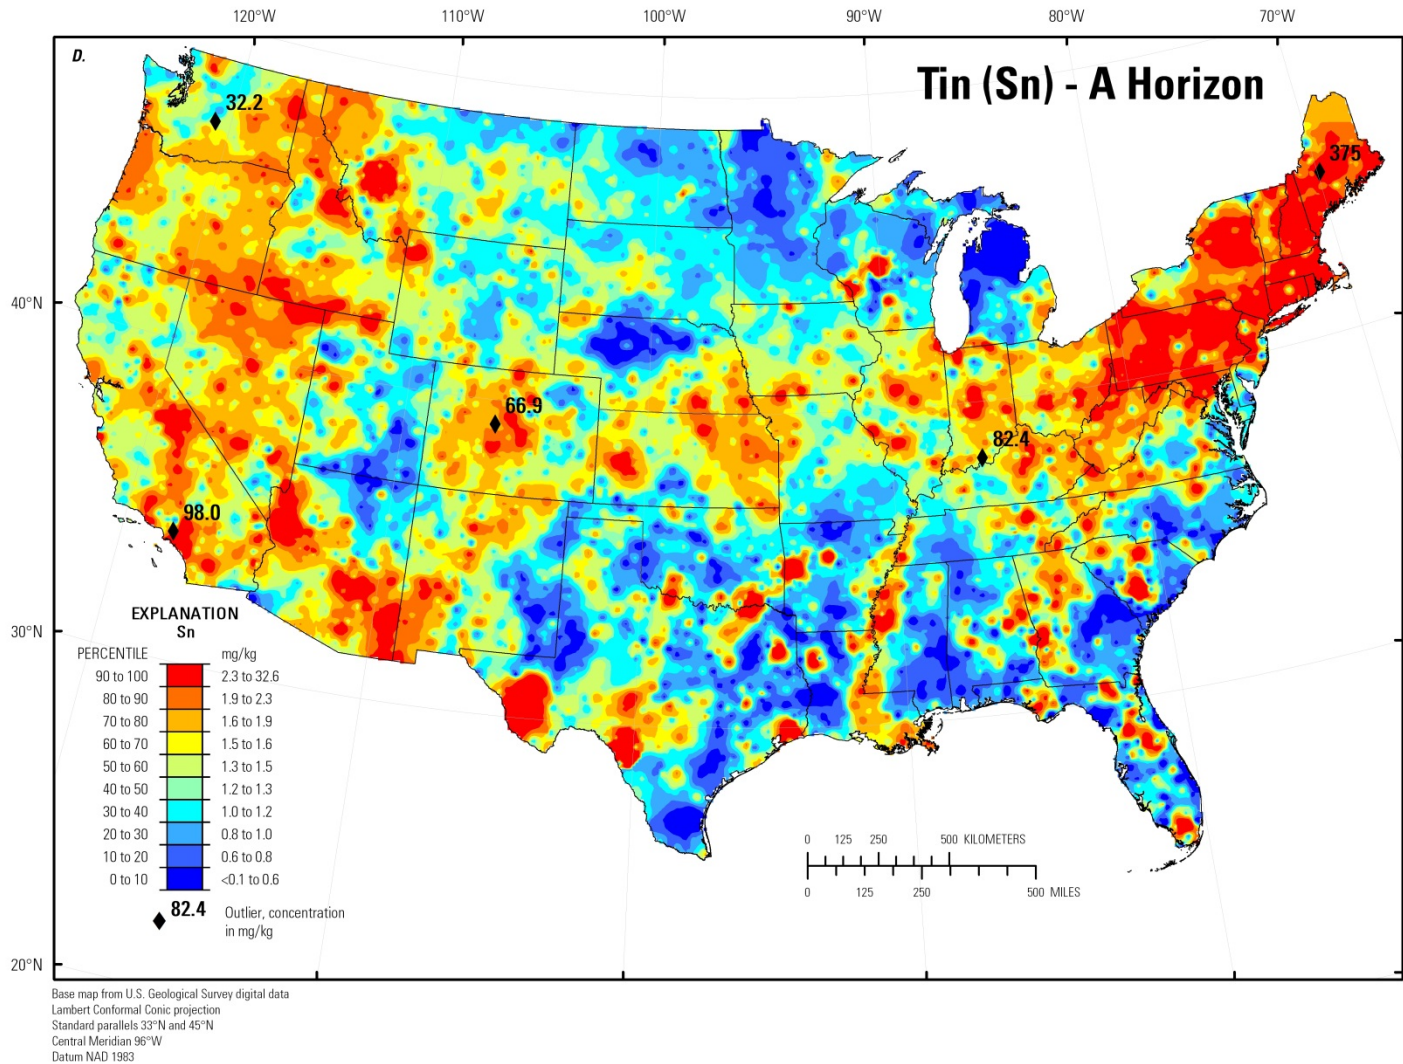 120°W 110°W 100°W 90°W 80°W 70°W
D.
Tin (Sn) - A Horizon
32.2
375
40°N 40°N
66.9
82.4
98.0
EXPLANATION
Sn
30°N 30°N
PERCENTILE mg/kg
90 to 100 2.3 to 32.6
80 to 90 1.9 to 2.3
70 to 80 1.6 to 1.9
60 to 70 1.5 to 1.6
50 to 60 1.3 to 1.5
40 to 50 1.2 to 1.3
30 to 40 1.0 to 1.2
20 to 30 0.8 to 1.0
10 to 20 0.6 to 0.8
0 to 10 <0.1 to 0.6
82.4 Outlier, concentration
in mg/kg
0 125 250 500 KILOMETERS
0 125 250 500 MILES
20°N 20°N
Base map from U.S. Geological Survey digital data
Lambert Conformal Conic projection
Standard parallels 33°N and 45°N
Central Meridian 96°W
Datum NAD 1983